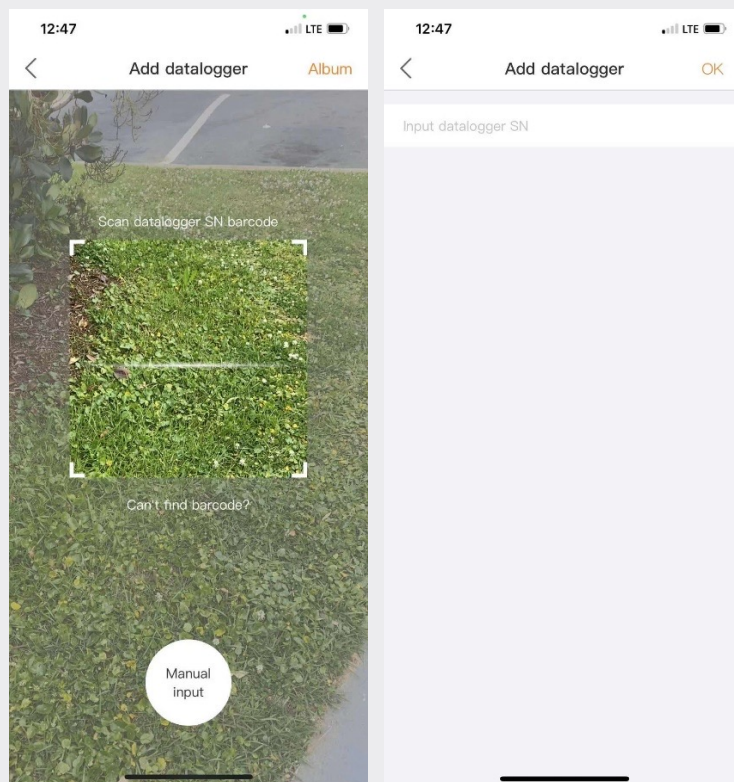 12:47
LTE
Add datalogger
Album
Scan datalogger SN barcode
Can't find barcode?
Manual
input
12:47
LTE
Add datalogger
OK
Input datalogger SN